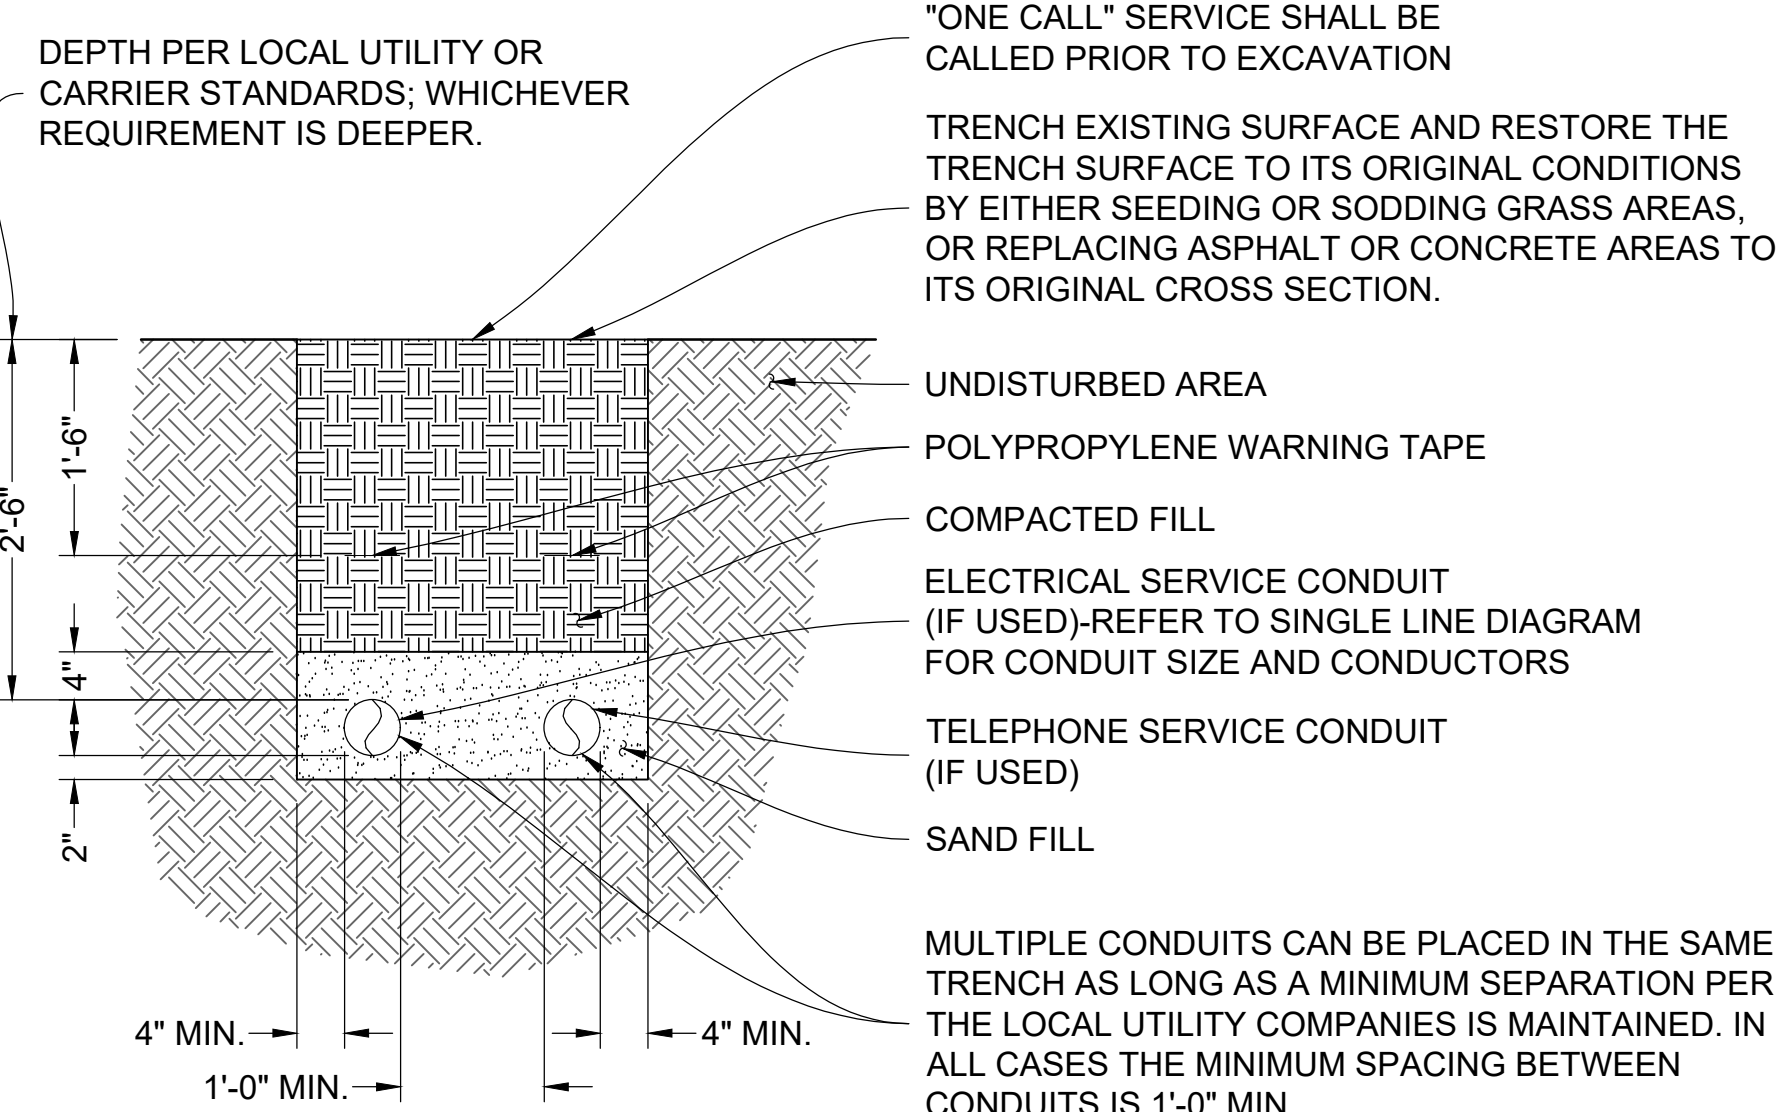 DEPTH PER LOCAL UTILITY OR
CARRIER STANDARDS; WHICHEVER
REQUIREMENT IS DEEPER.
"ONE CALL" SERVICE SHALL BE
CALLED PRIOR TO EXCAVATION
TRENCH EXISTING SURFACE AND RESTORE THE
TRENCH SURFACE TO ITS ORIGINAL CONDITIONS
BY EITHER SEEDING OR SODDING GRASS AREAS,
OR REPLACING ASPHALT OR CONCRETE AREAS TO
ITS ORIGINAL CROSS SECTION.
UNDISTURBED AREA
POLYPROPYLENE WARNING TAPE
COMPACTED FILL
ELECTRICAL SERVICE CONDUIT
(IF USED)-REFER TO SINGLE LINE DIAGRAM
FOR CONDUIT SIZE AND CONDUCTORS
TELEPHONE SERVICE CONDUIT
(IF USED)
SAND FILL
MULTIPLE CONDUITS CAN BE PLACED IN THE SAME
TRENCH AS LONG AS A MINIMUM SEPARATION PER
THE LOCAL UTILITY COMPANIES IS MAINTAINED. IN
ALL CASES THE MINIMUM SPACING BETWEEN
CONDUITS IS 1'-0" MIN
2'-6"
1'-6"
4"
2"
4" MIN.
4" MIN.
1'-0" MIN.